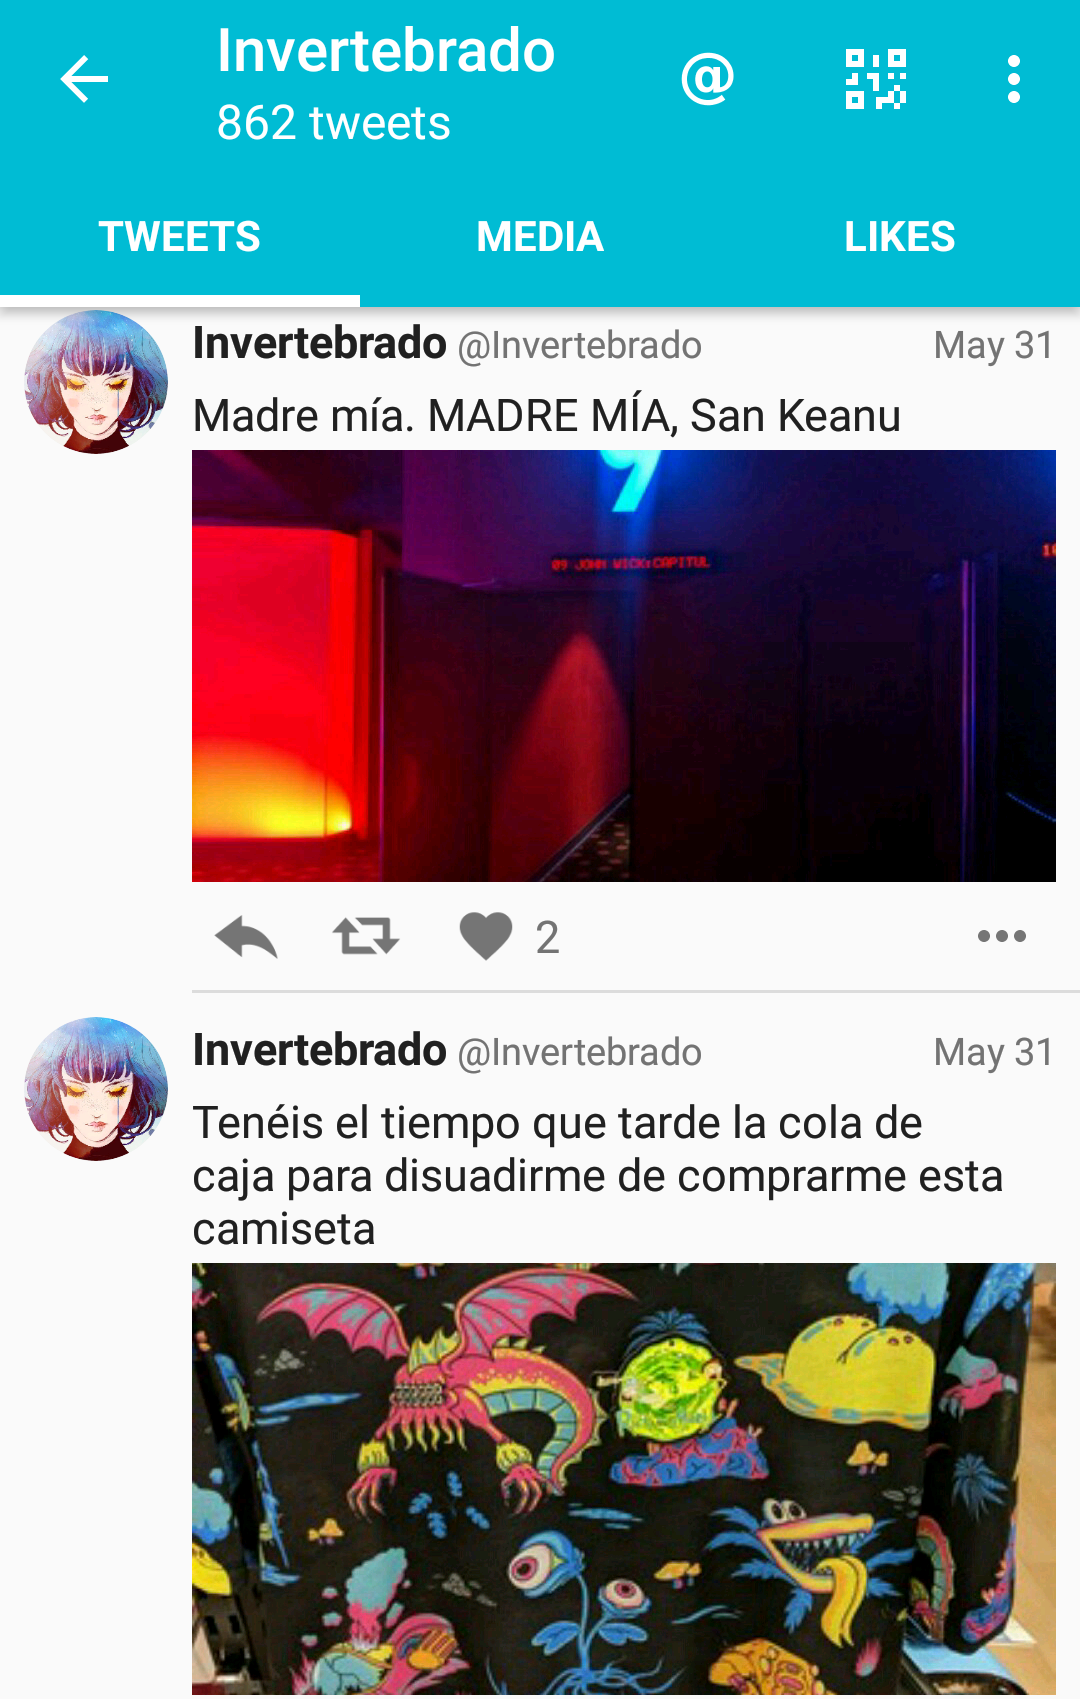 Invertebrado
862 tweets
@
TWEETS
MEDIA
LIKES
Invertebrado @Invertebrado May 31
Madre mía. MADRE MÍA, San Keanu
9
09 JOHN WICK:CAPITUL
2
Invertebrado @Invertebrado May 31
Tenéis el tiempo que tarde la cola de
caja para disuadirme de comprarme esta
camiseta